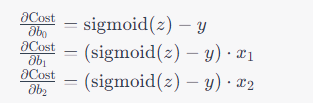 ∂Cost/∂b₀ = sigmoid(z) − y
∂Cost/∂b₁ = (sigmoid(z) − y) · x₁
∂Cost/∂b₂ = (sigmoid(z) − y) · x₂